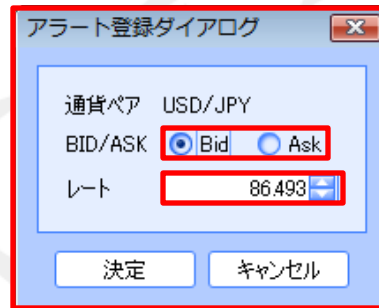 アラート登録ダイアログ
通貨ペア USD/JPY
BID/ASK Bid Ask
レート 86.493
決定 キャンセル